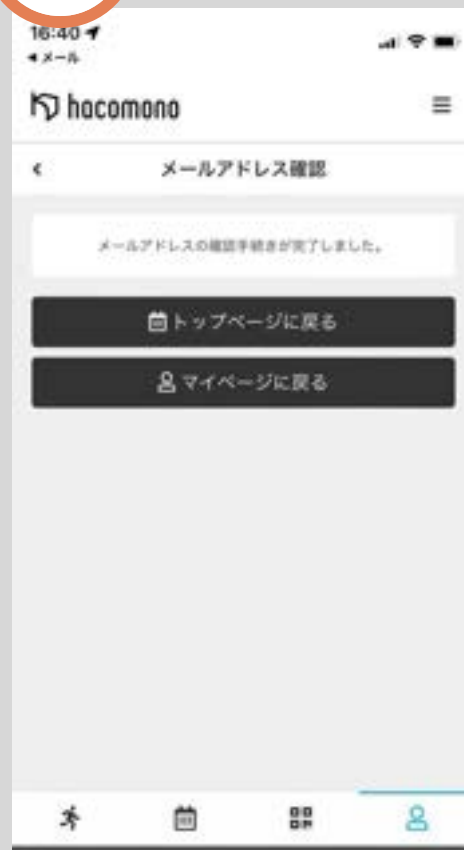 16:40
◀ メール
hacomono
メールアドレス確認
メールアドレスの確認手続きが完了しました。
トップページに戻る
マイページに戻る